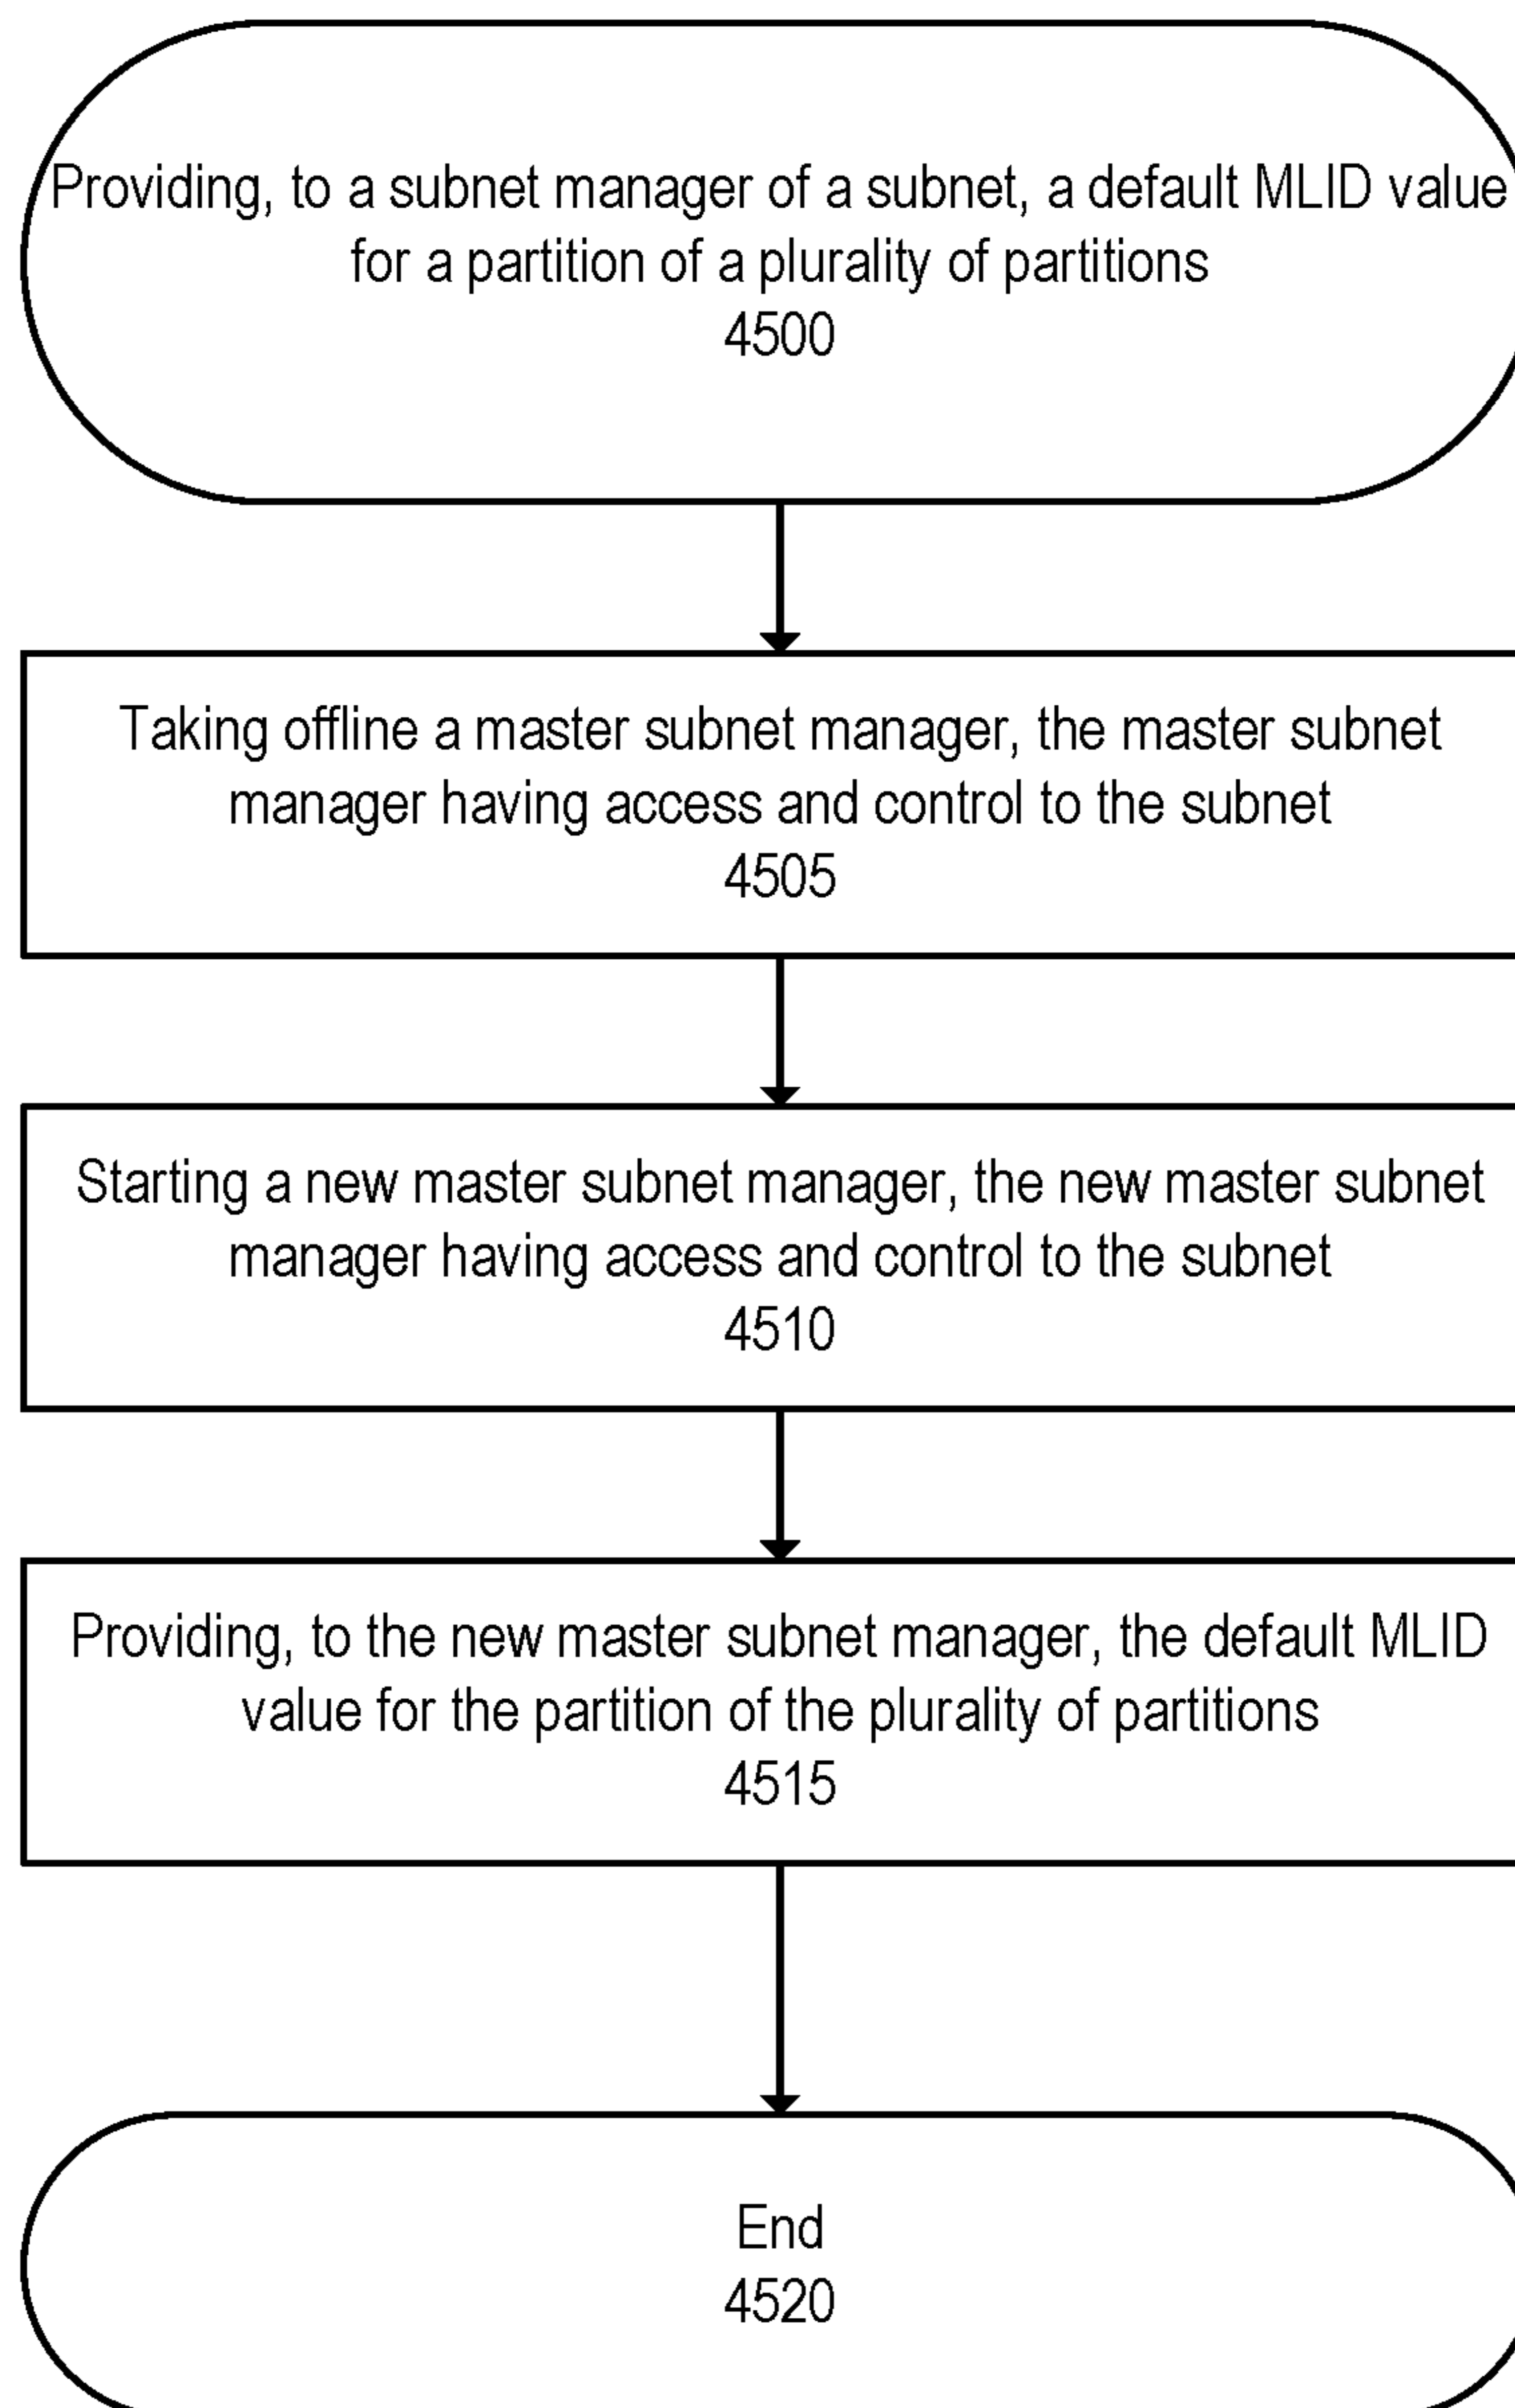 Providing, to a subnet manager of a subnet, a default MLID value
for a partition of a plurality of partitions
4500
Taking offline a master subnet manager, the master subnet
manager having access and control to the subnet
4505
Starting a new master subnet manager, the new master subnet
manager having access and control to the subnet
4510
Providing, to the new master subnet manager, the default MLID
value for the partition of the plurality of partitions
4515
End
4520